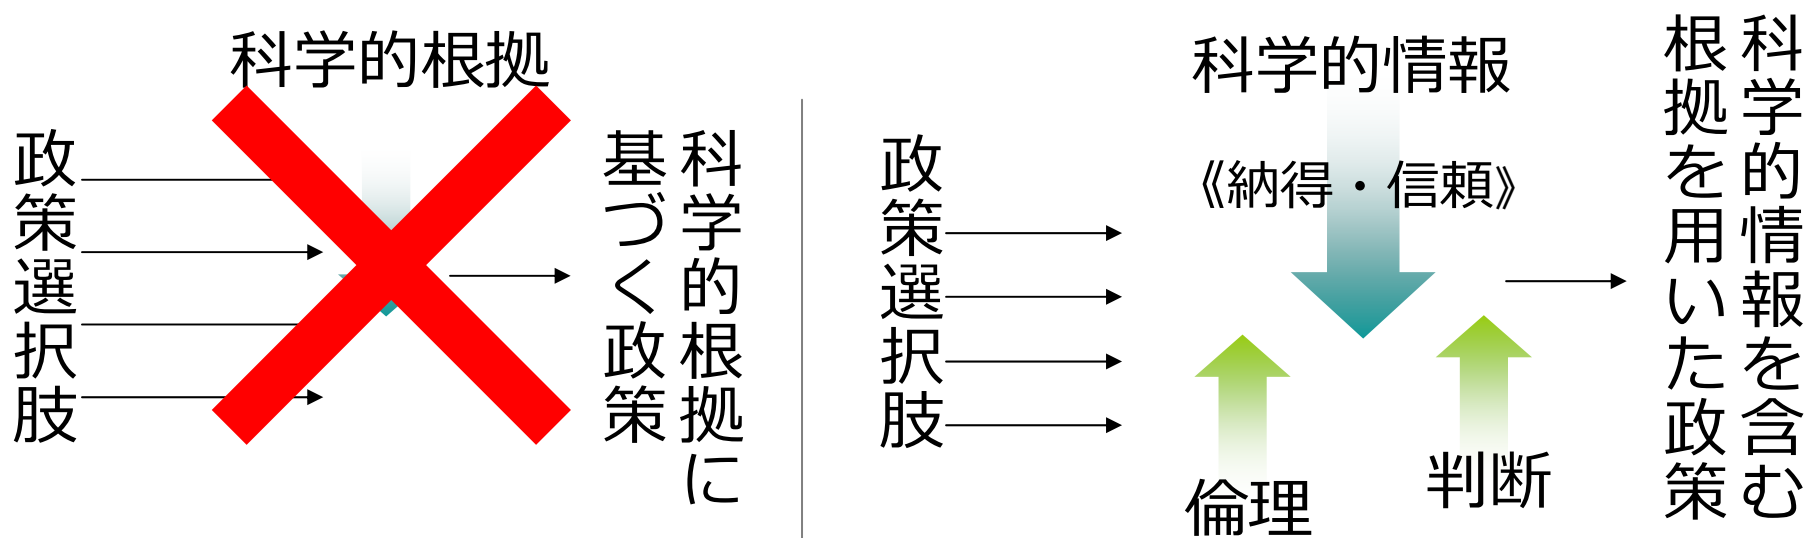 科学的根拠
政策選択肢
科学的根拠に
基づく政策
科学的情報
《納得・信頼》
政策選択肢
倫理
判断
科学的情報を含む
根拠を用いた政策